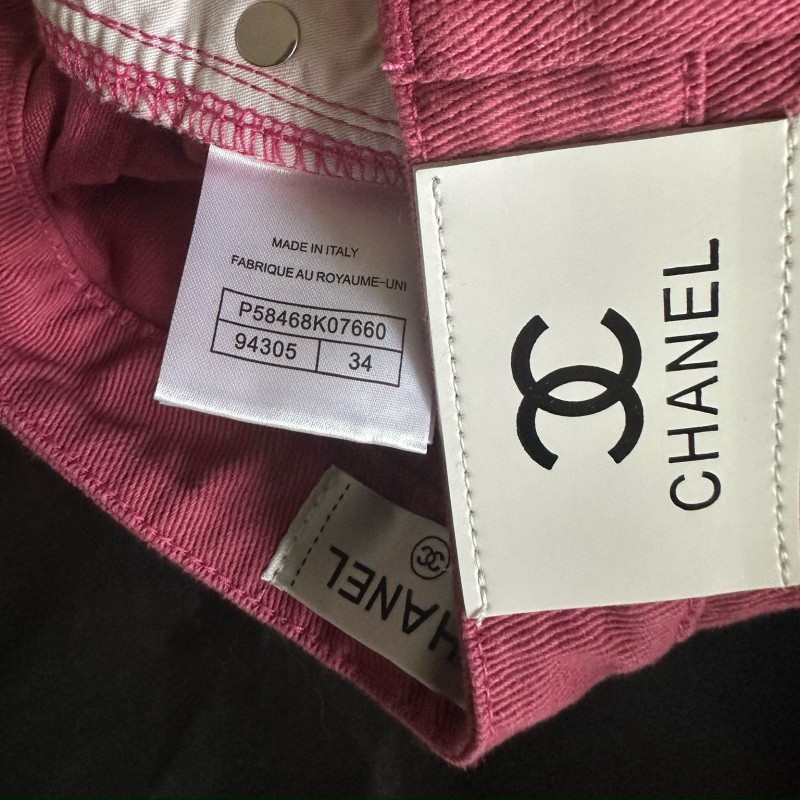 MADE IN ITALY
FABRIQUE AU ROYAUME-UNI
P58468K07660
94305 34
CHANEL
CHANEL